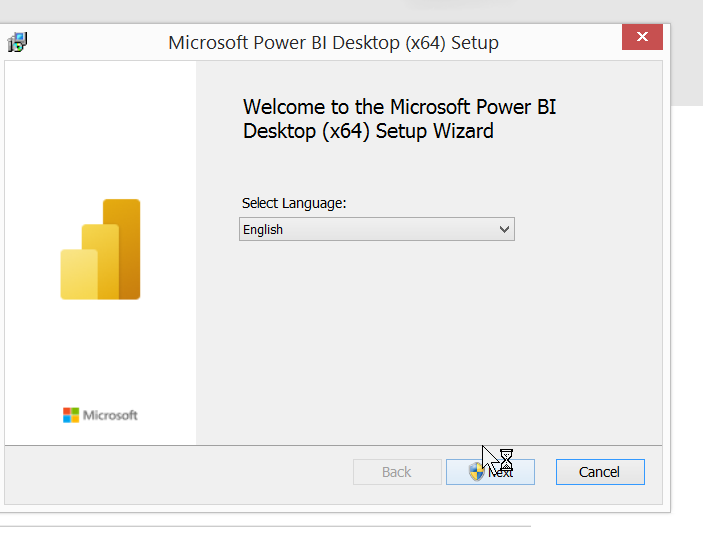 Microsoft Power BI Desktop (x64) Setup
Welcome to the Microsoft Power BI
Desktop (x64) Setup Wizard
Select Language:
English
Microsoft
Back
Next
Cancel